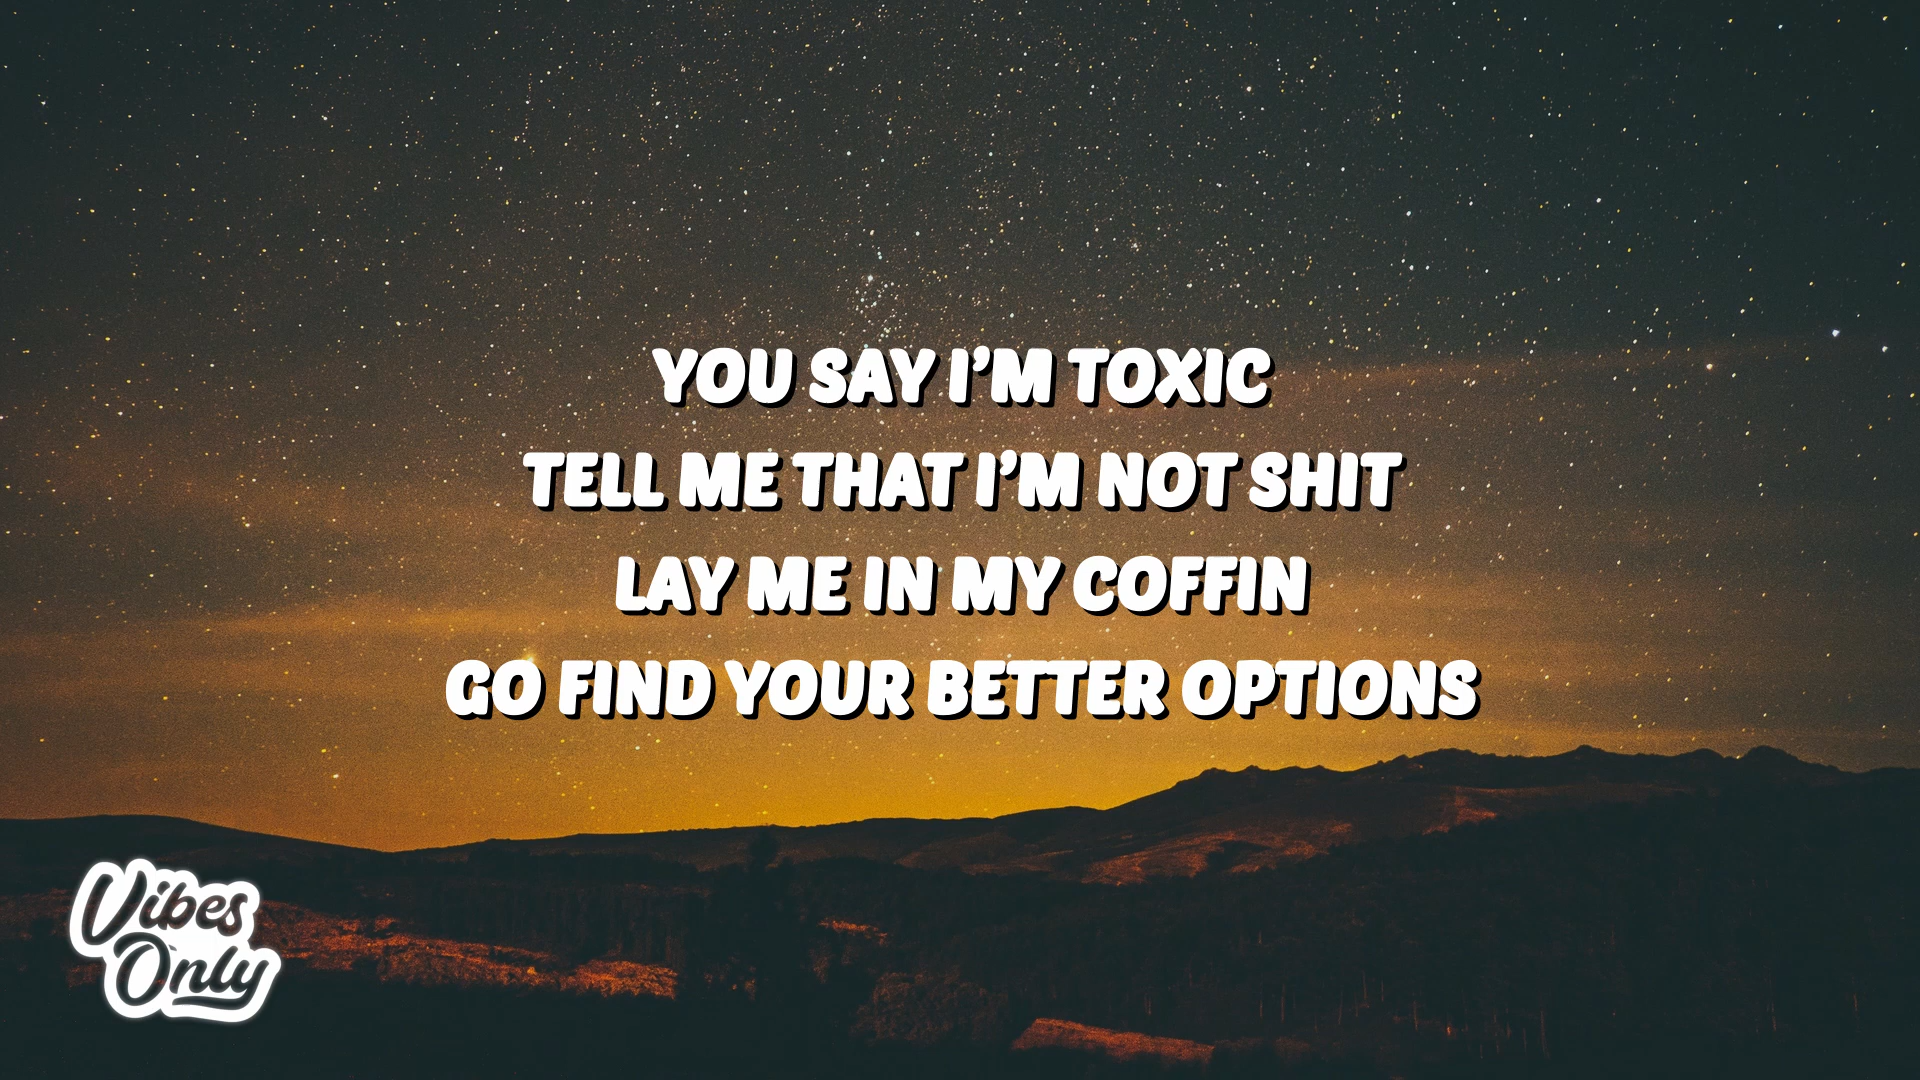 YOU SAY I’M TOXIC
TELL ME THAT I’M NOT SHIT
LAY ME IN MY COFFIN
GO FIND YOUR BETTER OPTIONS
Vibes
Only